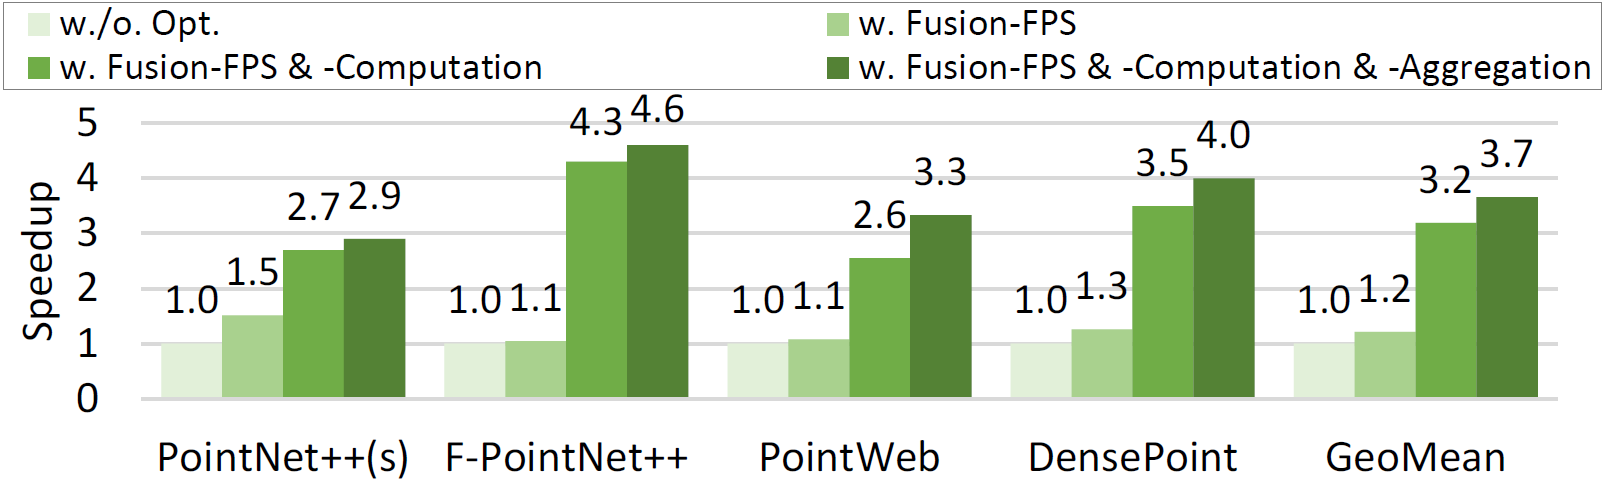 w./o. Opt.
w. Fusion-FPS
w. Fusion-FPS & -Computation
w. Fusion-FPS & -Computation & -Aggregation
Speedup
5
4
3
2
1
0
1.0 1.5 2.7 2.9
1.0 1.1 4.3 4.6
1.0 1.1 2.6 3.3
1.0 1.3 3.5 4.0
1.0 1.2 3.2 3.7
PointNet++(s) F-PointNet++ PointWeb DensePoint GeoMean